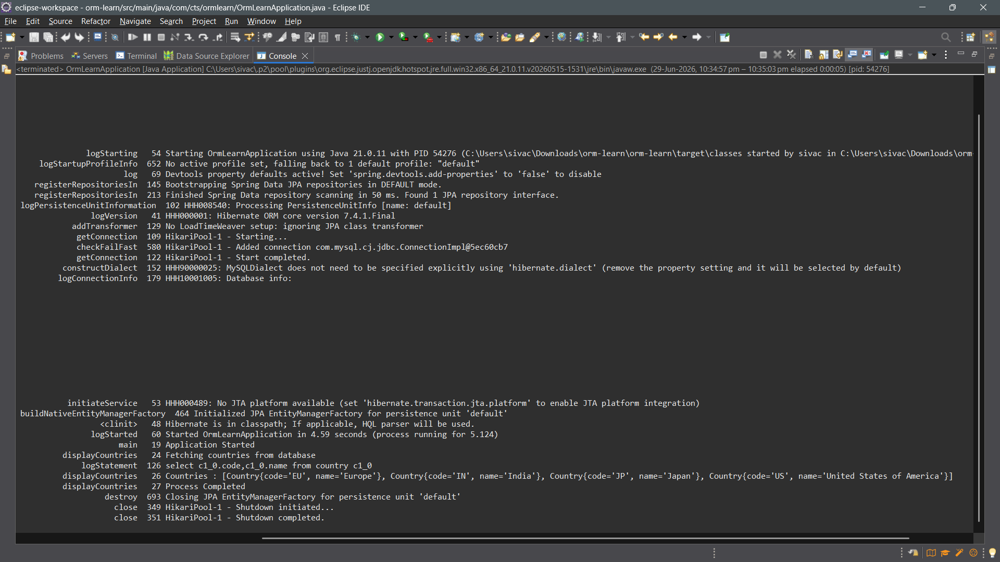 eclipse-workspace - orm-learn/src/main/java/com/cts/ormlearn/OrmLearnApplication.java - Eclipse IDE
File Edit Source Refactor Navigate Search Project Run Window Help
Problems Servers Terminal Data Source Explorer Console
<terminated> OrmLearnApplication [Java Application] C:\Users\sivac\.p2\pool\plugins\org.eclipse.justj.openjdk.hotspot.jre.full.win32.x86_64_21.0.11.v20260515-1531\jre\bin\javaw.exe (29-Jun-2026, 10:34:57 pm – 10:35:03 pm elapsed 0:00:05) [pid: 54276]
logStarting 54 Starting OrmLearnApplication using Java 21.0.11 with PID 54276 (C:\Users\sivac\Downloads\orm-learn\orm-learn\target\classes started by sivac in C:\Users\sivac\Downloads\orm-
logStartupProfileInfo 652 No active profile set, falling back to 1 default profile: "default"
log 69 Devtools property defaults active! Set 'spring.devtools.add-properties' to 'false' to disable
registerRepositoriesIn 145 Bootstrapping Spring Data JPA repositories in DEFAULT mode.
registerRepositoriesIn 213 Finished Spring Data repository scanning in 50 ms. Found 1 JPA repository interface.
logPersistenceUnitInformation 102 HHH008540: Processing PersistenceUnitInfo [name: default]
logVersion 41 HHH000001: Hibernate ORM core version 7.4.1.Final
addTransformer 129 No LoadTimeWeaver setup: ignoring JPA class transformer
getConnection 109 HikariPool-1 - Starting...
checkFailFast 580 HikariPool-1 - Added connection com.mysql.cj.jdbc.ConnectionImpl@5ec60cb7
getConnection 122 HikariPool-1 - Start completed.
constructDialect 152 HHH90000025: MySQLDialect does not need to be specified explicitly using 'hibernate.dialect' (remove the property setting and it will be selected by default)
logConnectionInfo 179 HHH10001005: Database info:
initiateService 53 HHH000489: No JTA platform available (set 'hibernate.transaction.jta.platform' to enable JTA platform integration)
buildNativeEntityManagerFactory 464 Initialized JPA EntityManagerFactory for persistence unit 'default'
<clinit> 48 Hibernate is in classpath; If applicable, HQL parser will be used.
logStarted 60 Started OrmLearnApplication in 4.59 seconds (process running for 5.124)
main 19 Application Started
displayCountries 24 Fetching countries from database
logStatement 126 select c1_0.code,c1_0.name from country c1_0
displayCountries 26 Countries : [Country{code='EU', name='Europe'}, Country{code='IN', name='India'}, Country{code='JP', name='Japan'}, Country{code='US', name='United States of America'}]
displayCountries 27 Process Completed
destroy 693 Closing JPA EntityManagerFactory for persistence unit 'default'
close 349 HikariPool-1 - Shutdown initiated...
close 351 HikariPool-1 - Shutdown completed.